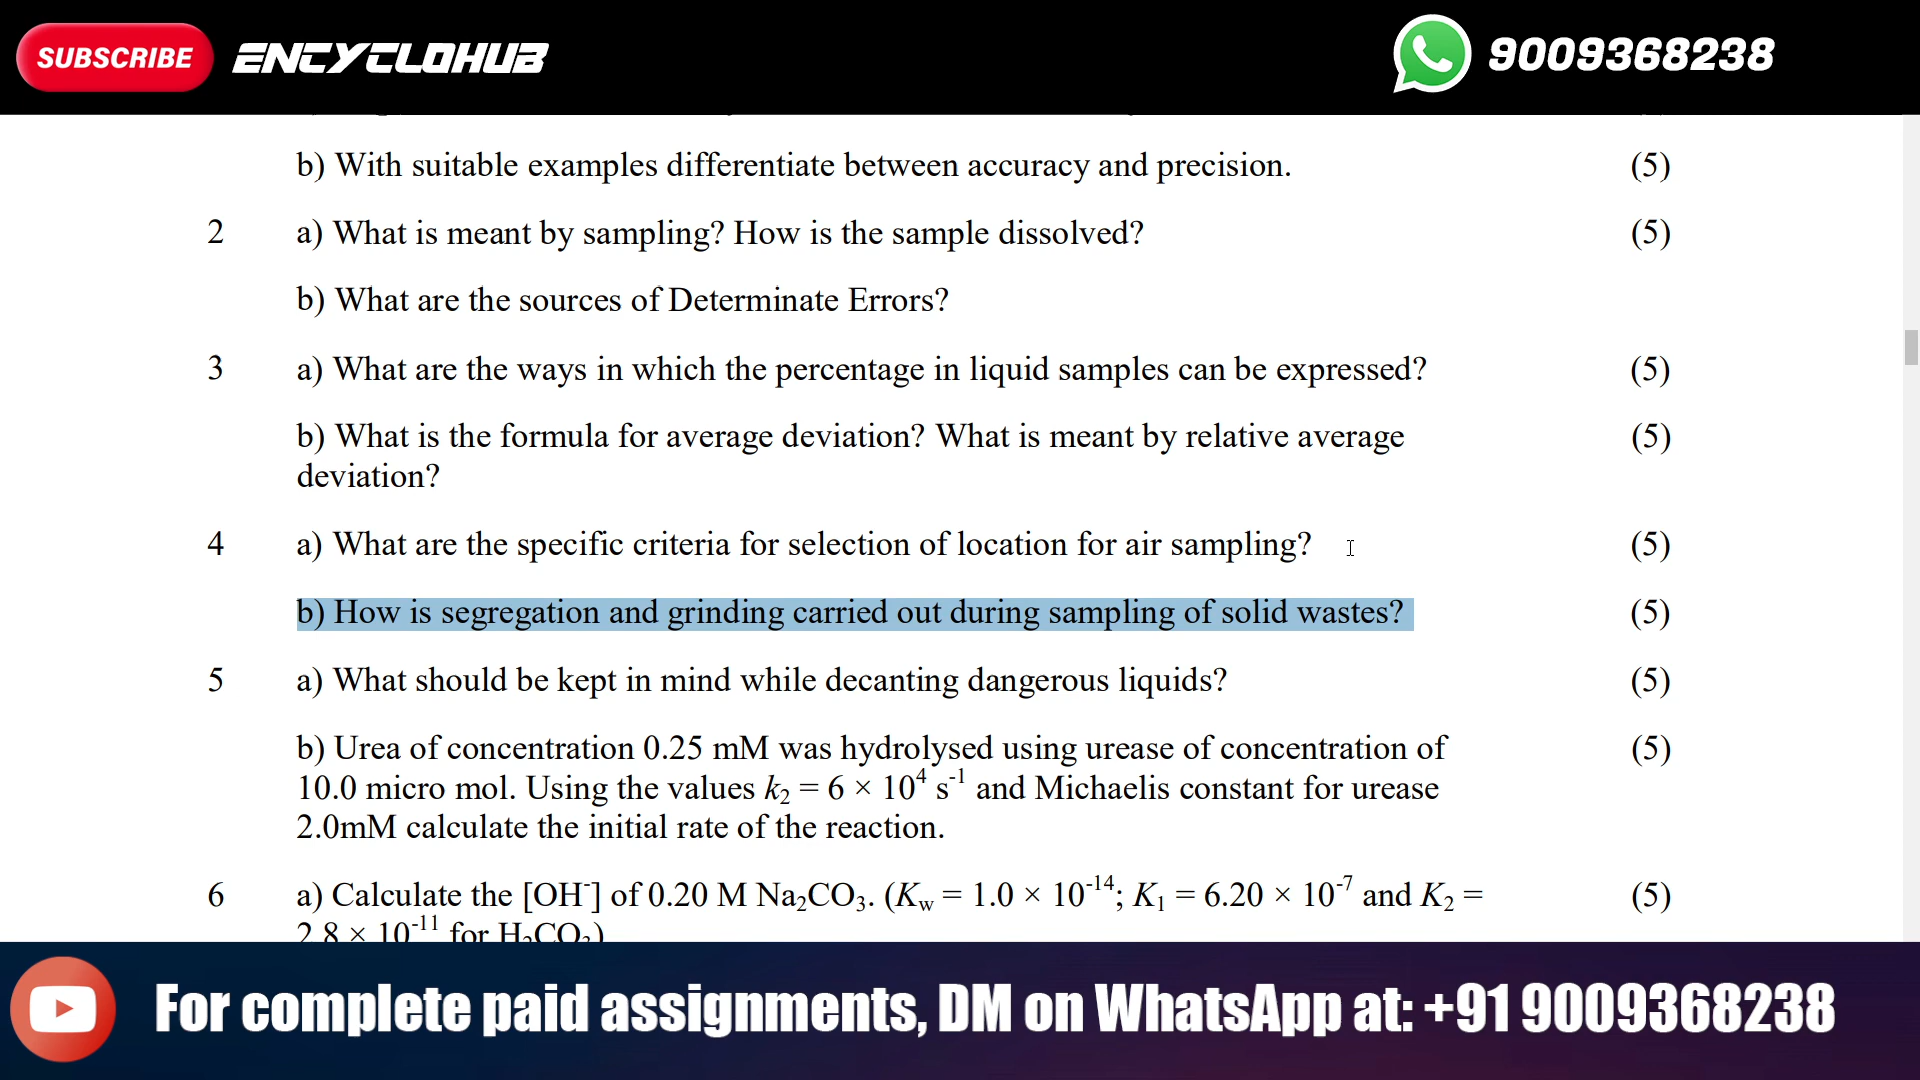 SUBSCRIBE ENCYCLOHUB 9009368238
b) With suitable examples differentiate between accuracy and precision. (5)
2 a) What is meant by sampling? How is the sample dissolved? (5)
b) What are the sources of Determinate Errors?
3 a) What are the ways in which the percentage in liquid samples can be expressed? (5)
b) What is the formula for average deviation? What is meant by relative average (5)
deviation?
4 a) What are the specific criteria for selection of location for air sampling? (5)
b) How is segregation and grinding carried out during sampling of solid wastes? (5)
5 a) What should be kept in mind while decanting dangerous liquids? (5)
b) Urea of concentration 0.25 mM was hydrolysed using urease of concentration of (5)
10.0 micro mol. Using the values k₂ = 6 × 10⁴ s⁻¹ and Michaelis constant for urease
2.0mM calculate the initial rate of the reaction.
6 a) Calculate the [OH⁻] of 0.20 M Na₂CO₃. (Kw = 1.0 × 10⁻¹⁴; K₁ = 6.20 × 10⁻⁷ and K₂ = (5)
2.8 × 10⁻¹¹ for H₂CO₃)
For complete paid assignments, DM on WhatsApp at: +91 9009368238